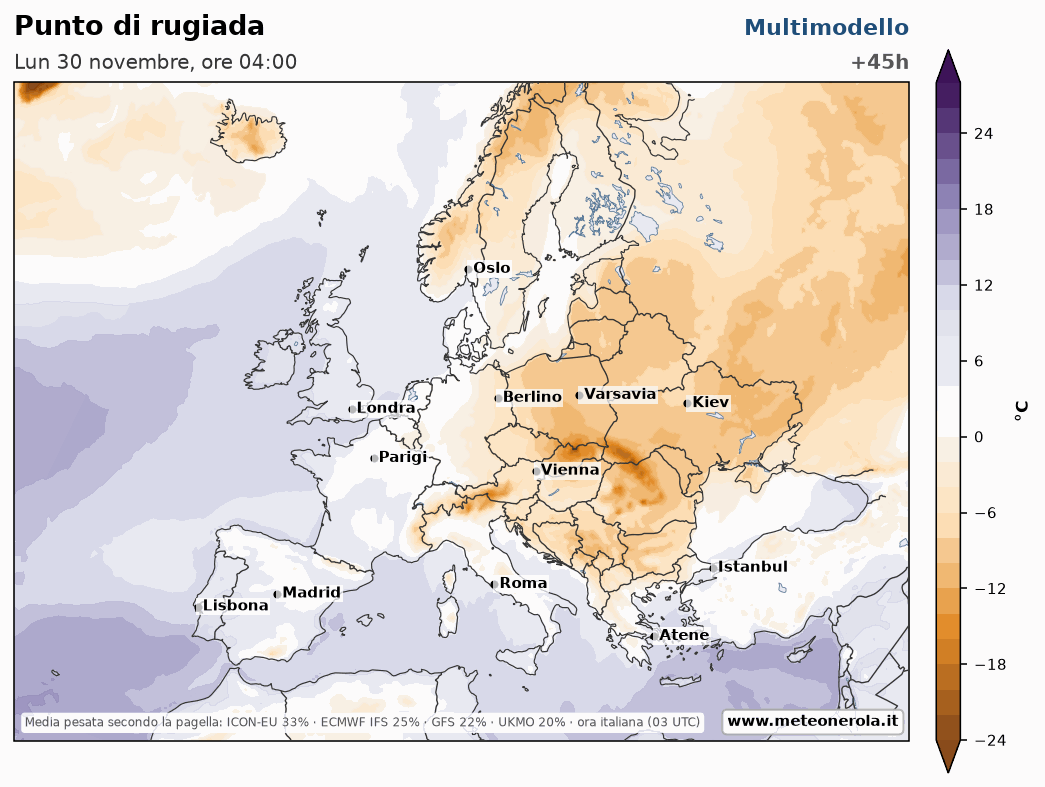 Punto di rugiada
Multimodello
Lun 30 novembre, ore 04:00
+45h
Oslo
Berlino
Varsavia
Kiev
Londra
Parigi
Vienna
Istanbul
Roma
Madrid
Lisbona
Atene
24
18
12
6
0
−6
−12
−18
−24
°C
Media pesata secondo la pagella: ICON-EU 33% · ECMWF IFS 25% · GFS 22% · UKMO 20% · ora italiana (03 UTC)
www.meteonerola.it